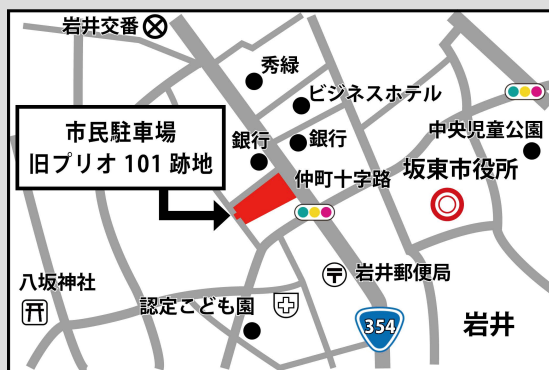 岩井交番
秀緑
ビジネスホテル
市民駐車場
旧プリオ 101 跡地
銀行
銀行
中央児童公園
仲町十字路
坂東市役所
岩井郵便局
八坂神社
認定こども園
354
岩井